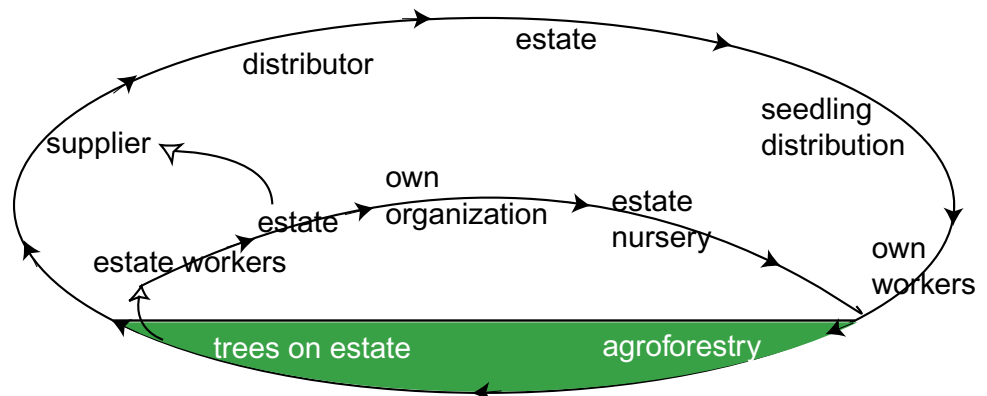 estate
distributor
seedling
distribution
supplier
own
organization
estate
nursery
estate
own
workers
estate workers
trees on estate
agroforestry